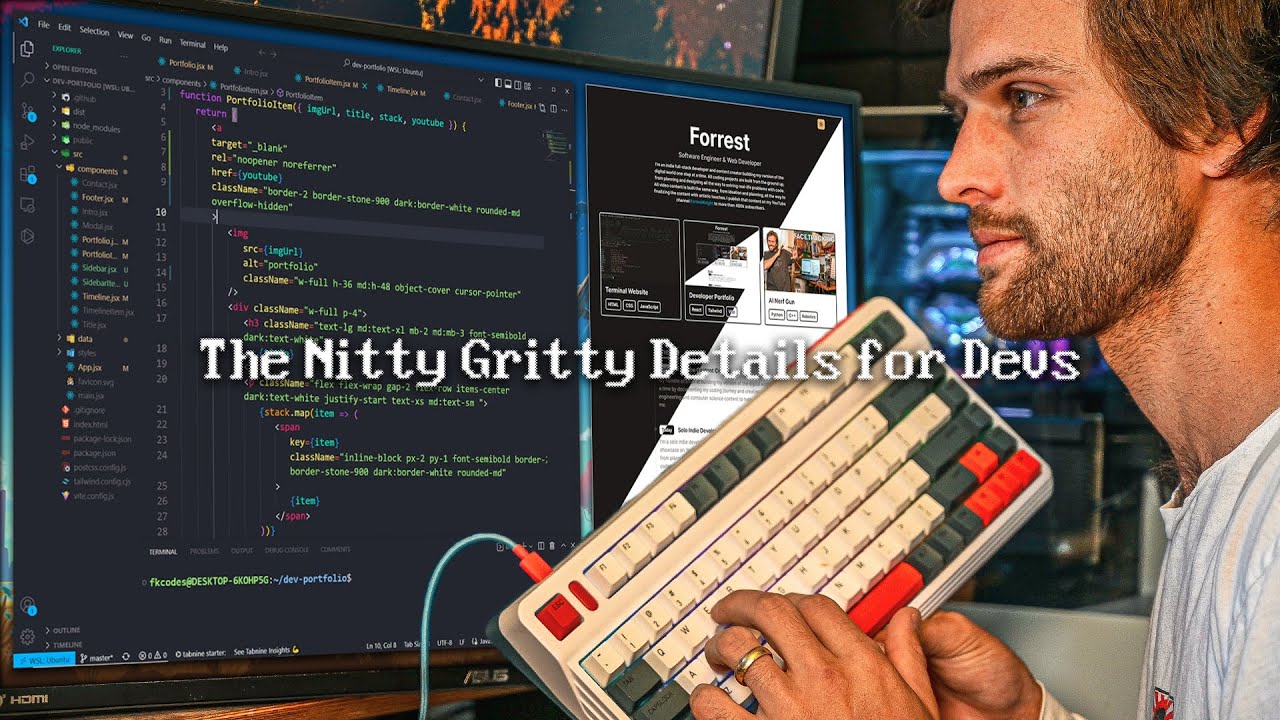 The Nitty Gritty Details for Devs
File Edit Selection View Go Run Terminal Help
dev-portfolio [WSL: Ubuntu]
EXPLORER
OPEN EDITORS
DEV-PORTFOLIO [WSL: UB...
.github
dist
node_modules
public
src
components
Contact.jsx
Footer.jsx M
Intro.jsx
Modal.jsx
Portfolio.j... M
PortfolioIt... M
Sidebar.jsx U
SidebarIte... U
Timeline.jsx M
TimelineItem.jsx
Title.jsx
data
styles
App.jsx M
favicon.svg
main.jsx
.gitignore
index.html
package-lock.json
package.json
postcss.config.js
tailwind.config.cjs
vite.config.js
OUTLINE
TIMELINE
Portfolio.jsx M Intro.jsx PortfolioItem.jsx M Timeline.jsx M Contact.jsx Footer.jsx M
src > components > PortfolioItem.jsx > PortfolioItem
3 function PortfolioItem({ imgUrl, title, stack, youtube }) {
4 return (
5 <a
6 target="_blank"
7 rel="noopener noreferrer"
8 href={youtube}
9 className="border-2 border-stone-900 dark:border-white rounded-md
overflow-hidden"
10 >
11 <img
12 src={imgUrl}
13 alt="portfolio"
14 className="w-full h-36 md:h-48 object-cover cursor-pointer"
15 />
16 <div className="w-full p-4">
17 <h3 className="text-lg md:text-xl mb-2 md:mb-3 font-semibold
dark:text-white
18
19
20 className="flex flex-wrap gap-2 flex-row items-center
dark:text-white justify-start text-xs md:text-sm ">
21 {stack.map(item => (
22 <span
23 key={item}
24 className="inline-block px-2 py-1 font-semibold border-2
border-stone-900 dark:border-white rounded-md"
25 >
26 {item}
27 </span>
28 ))}
TERMINAL PROBLEMS OUTPUT DEBUG CONSOLE COMMENTS
fkcodes@DESKTOP-6KOHP5G:~/dev-portfolio$
WSL: Ubuntu master* 0 0 tabnine starter: See Tabnine Insights Ln 10, Col 8 UTF-8 LF
HDMI
ASUS
Forrest
Software Engineer & Web Developer
Terminal Website
HTML CSS JavaScript
Developer Portfolio
React Tailwind
FACE TRACKING
AI Nerf Gun
Python C++ Robotics
Today
ESC
F1 F2 F3 F4
Q W E
A
Z
TAB